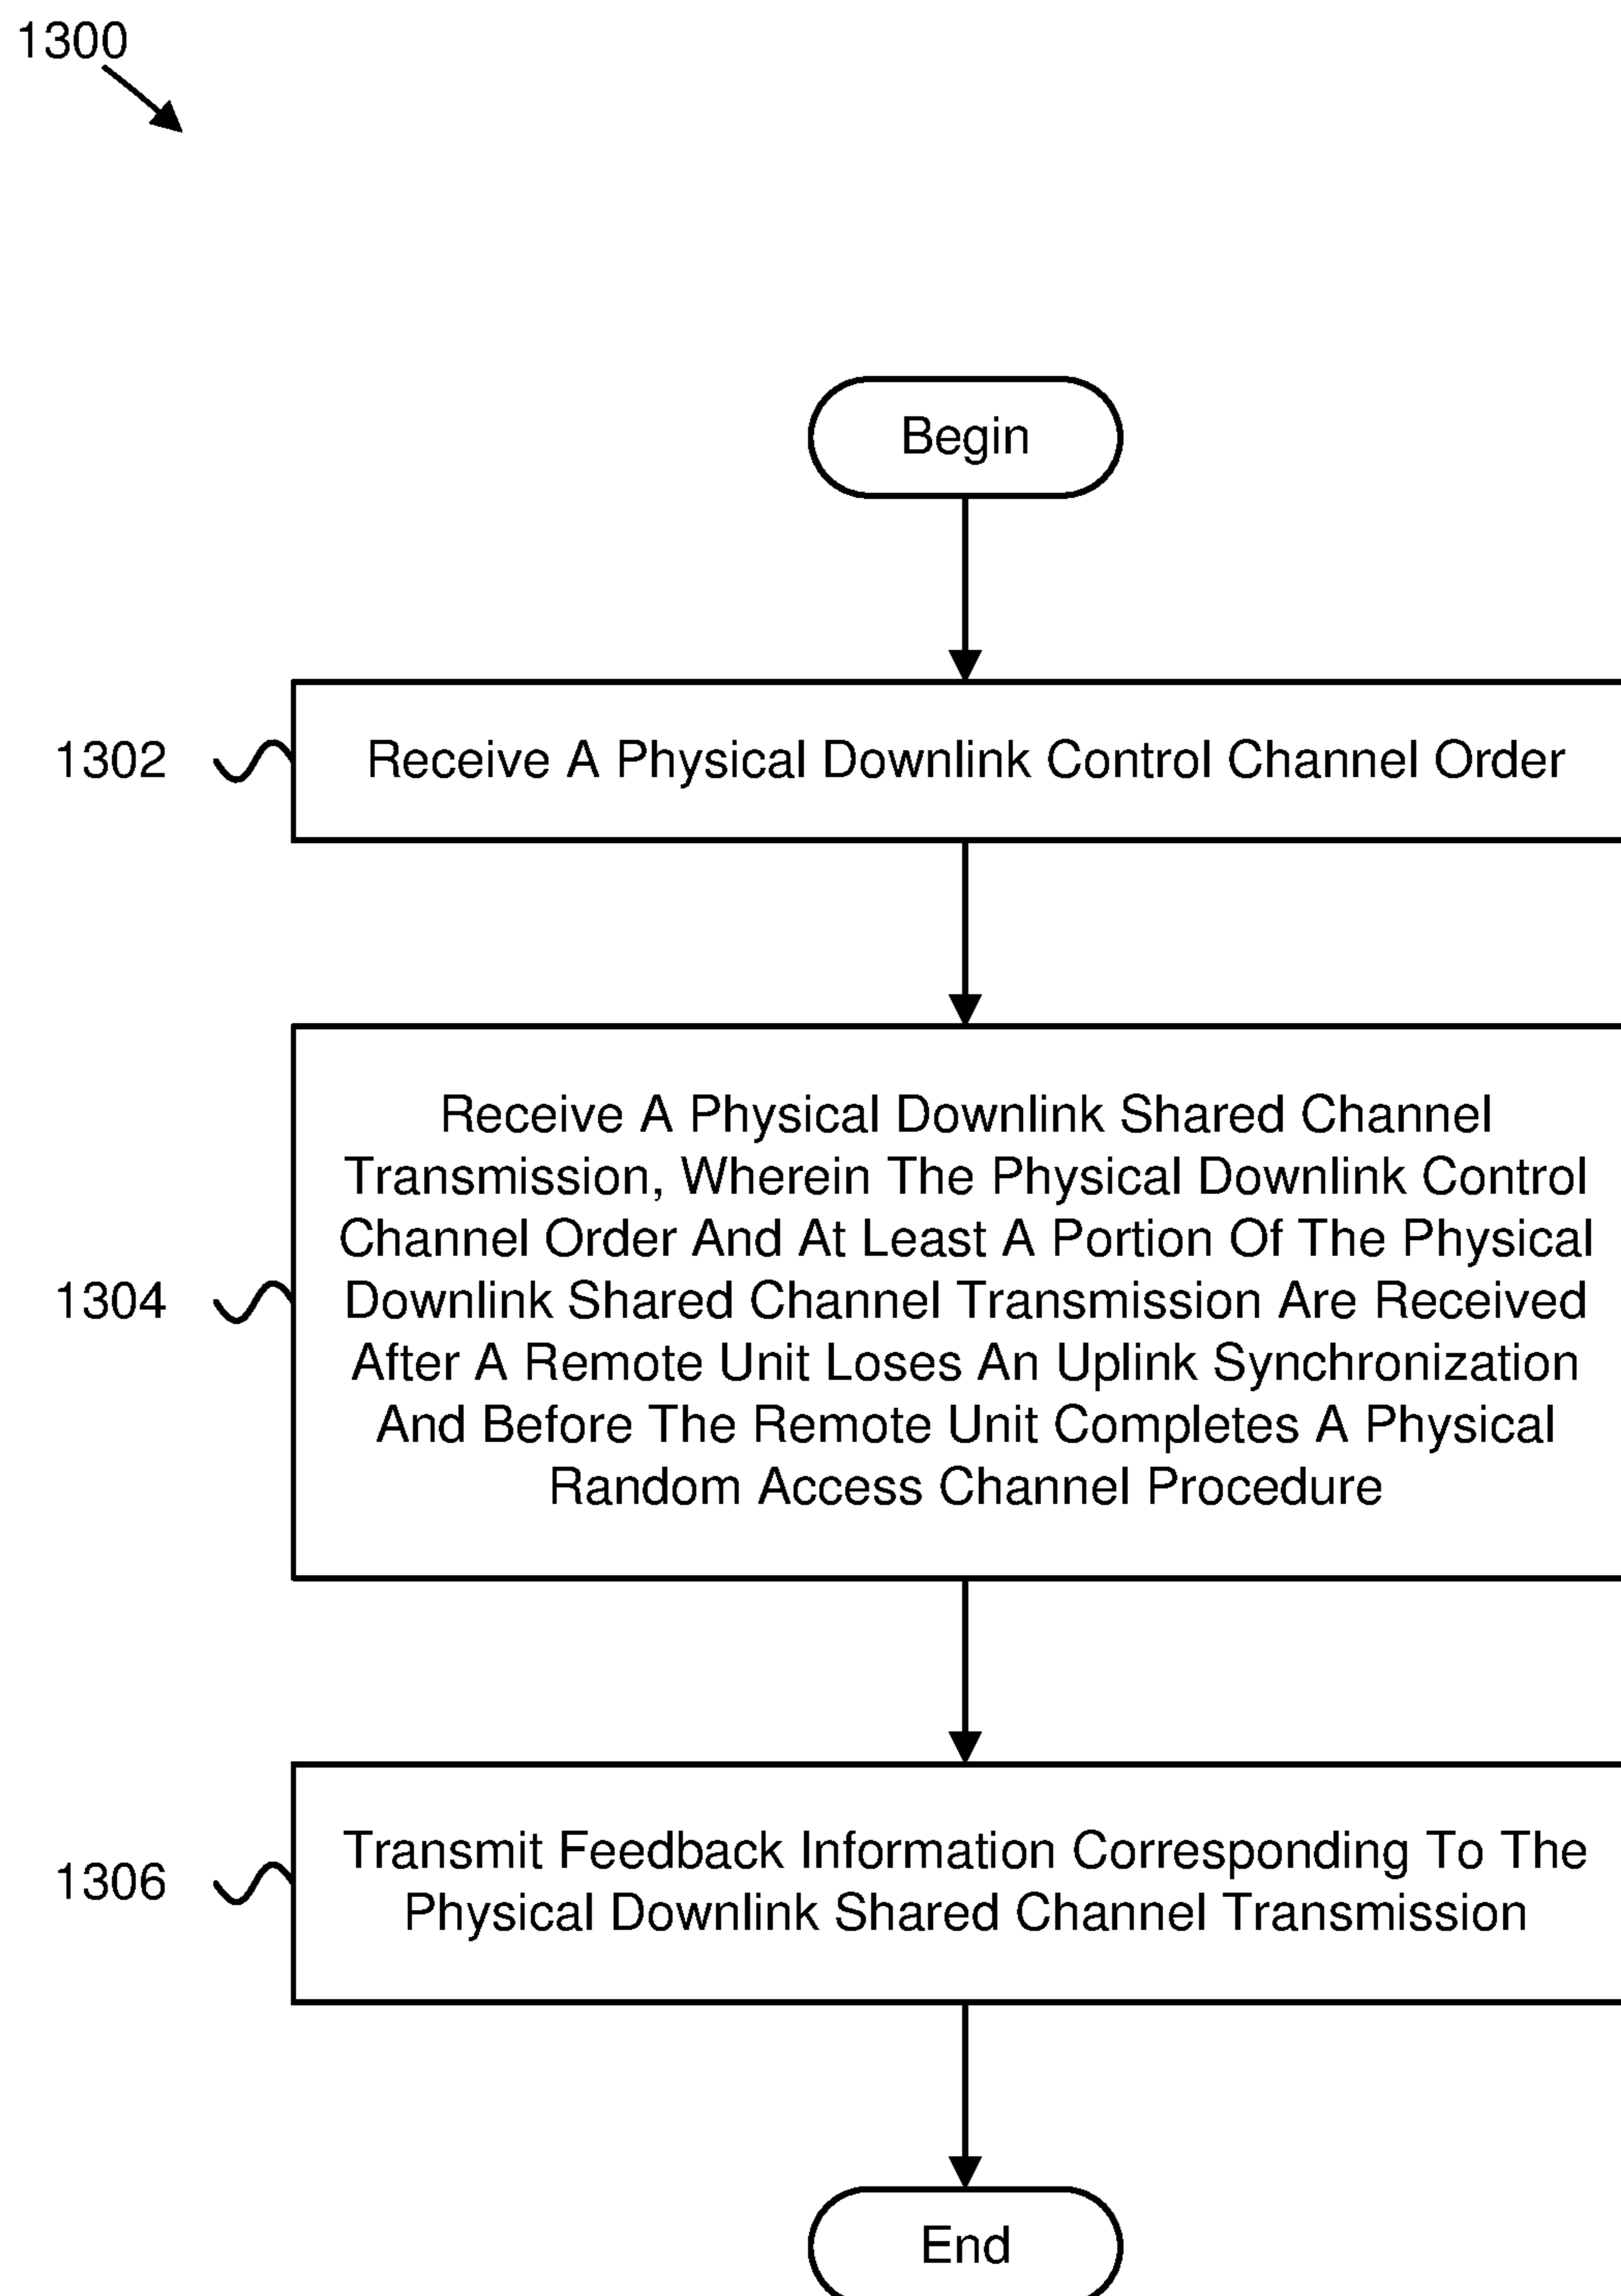 1300
Begin
1302
Receive A Physical Downlink Control Channel Order
1304
Receive A Physical Downlink Shared Channel
Transmission, Wherein The Physical Downlink Control
Channel Order And At Least A Portion Of The Physical
Downlink Shared Channel Transmission Are Received
After A Remote Unit Loses An Uplink Synchronization
And Before The Remote Unit Completes A Physical
Random Access Channel Procedure
1306
Transmit Feedback Information Corresponding To The
Physical Downlink Shared Channel Transmission
End